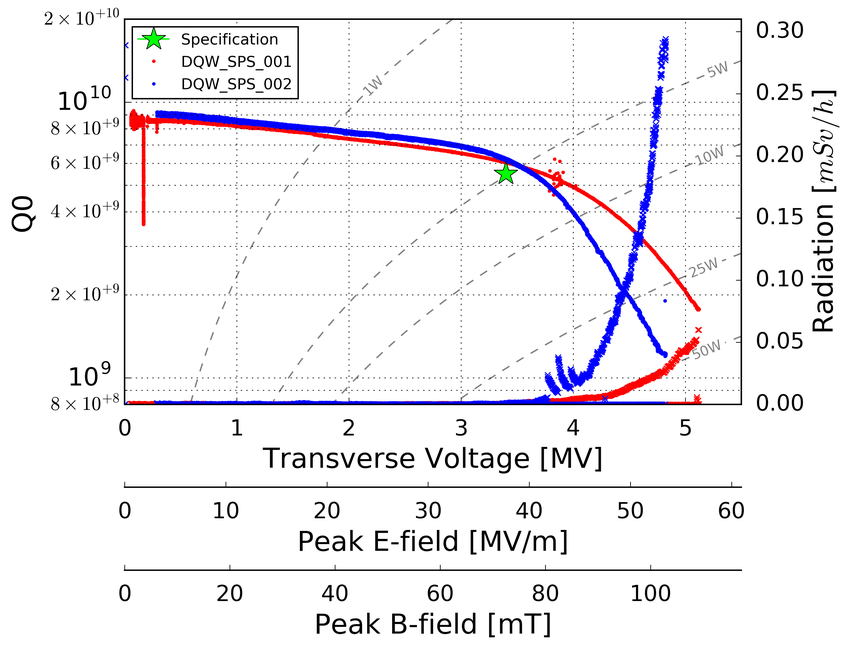 2 × 10^{+10}
10^{10}
8 × 10^{+9}
6 × 10^{+9}
4 × 10^{+9}
2 × 10^{+9}
10^{9}
8 × 10^{+8}
Q0
Specification
DQW_SPS_001
DQW_SPS_002
1W
5W
10W
25W
50W
0.30
0.25
0.20
0.15
0.10
0.05
0.00
Radiation [mSv/h]
0 1 2 3 4 5
Transverse Voltage [MV]
0 10 20 30 40 50 60
Peak E-field [MV/m]
0 20 40 60 80 100
Peak B-field [mT]